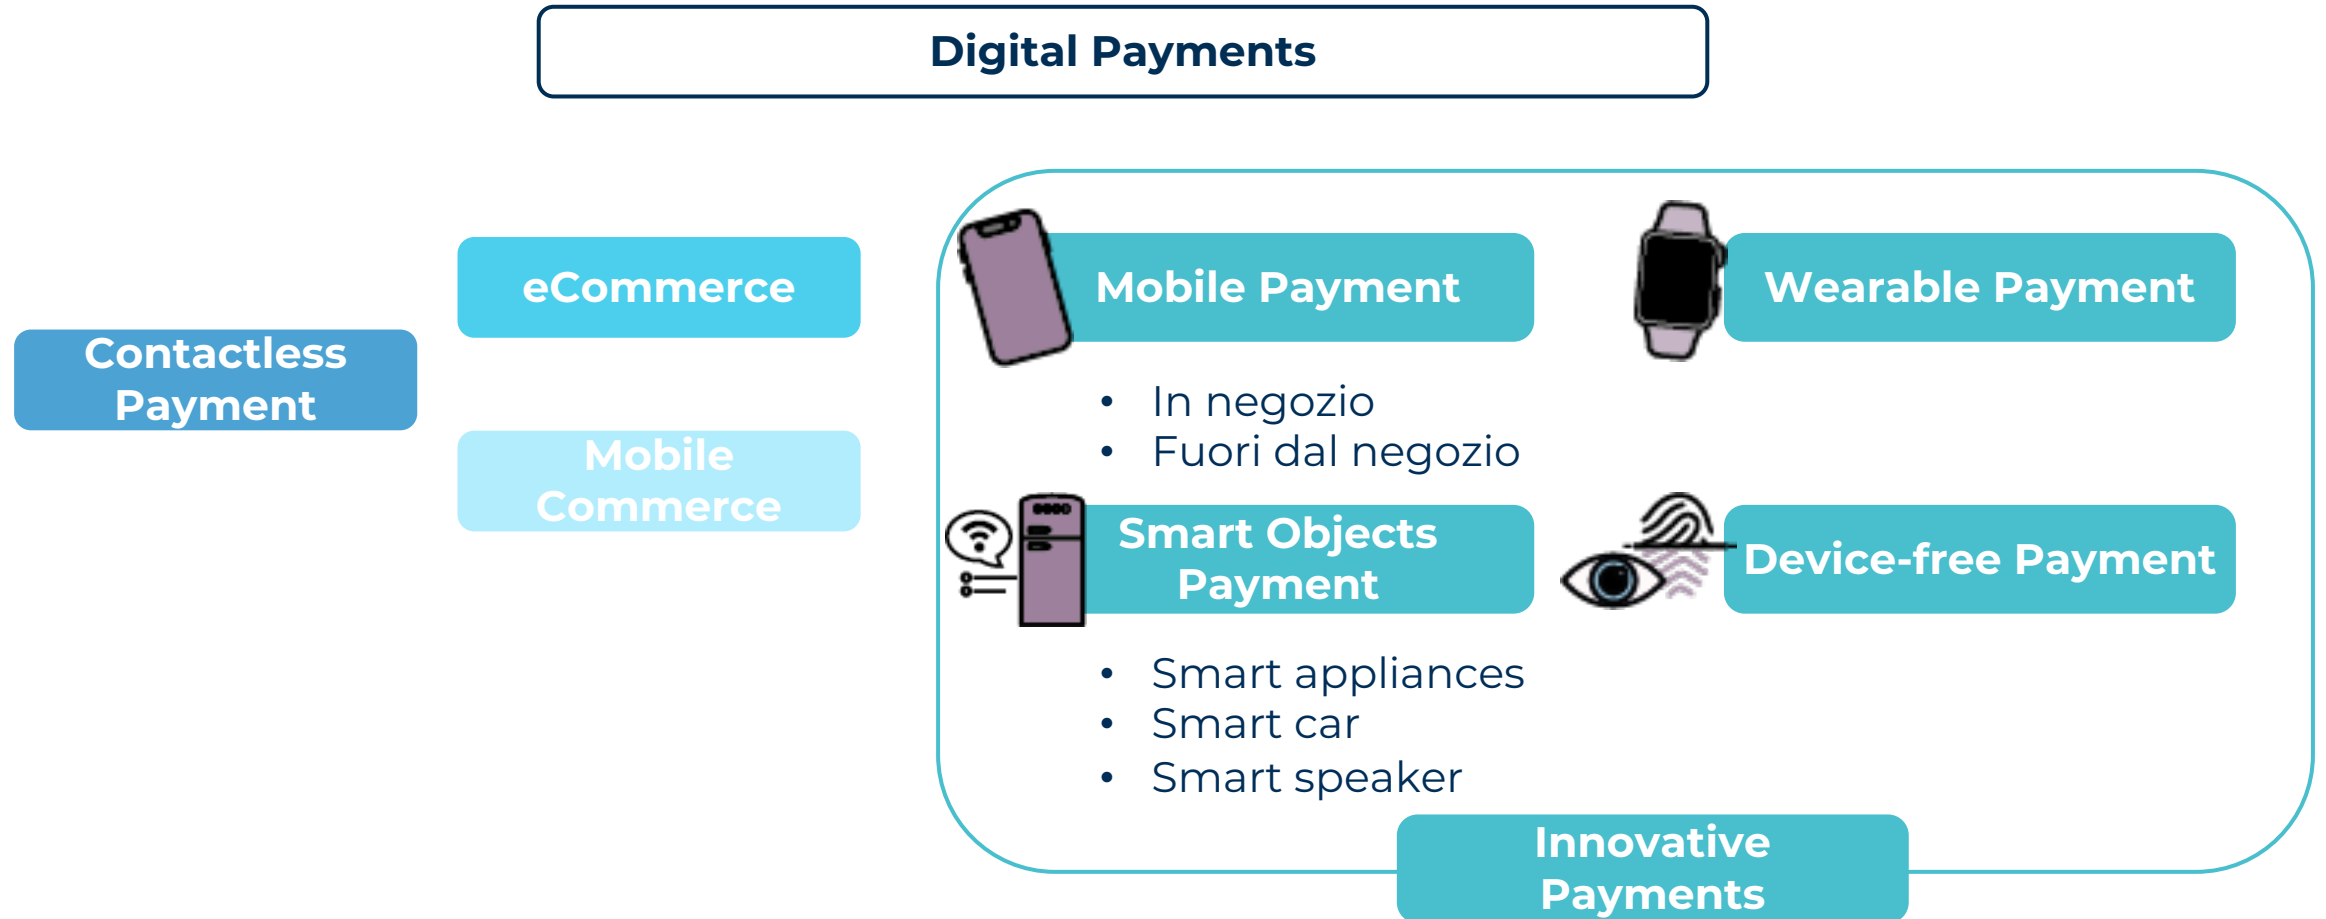 Digital Payments
Contactless
Payment
eCommerce
Mobile
Commerce
Mobile Payment
• In negozio
• Fuori dal negozio
Wearable Payment
Smart Objects
Payment
• Smart appliances
• Smart car
• Smart speaker
Device-free Payment
Innovative
Payments